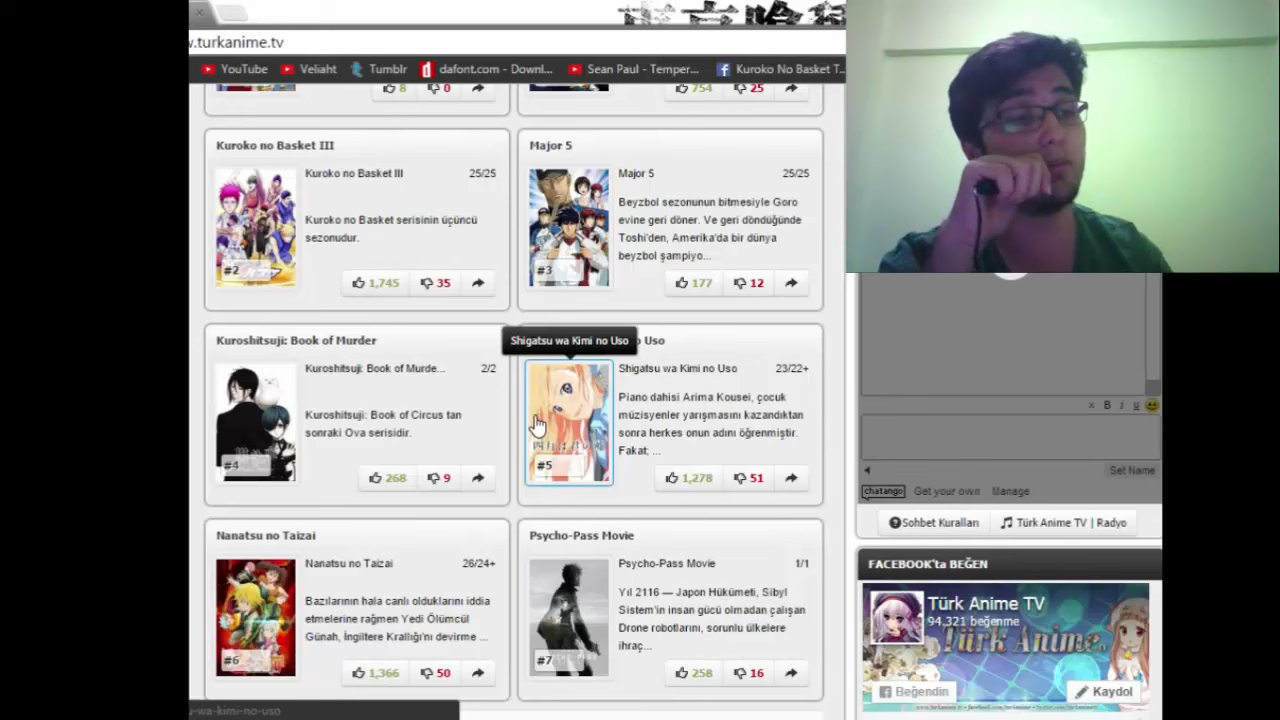 東京喰種
w.turkanime.tv
YouTube
Veliaht
Tumblr
dafont.com - Downl...
Sean Paul - Temper...
Kuroko No Basket T...
8
0
754
25
Kuroko no Basket III
Kuroko no Basket III 25/25
Kuroko no Basket serisinin üçüncü
sezonudur.
#2
1,745
35
Major 5
Major 5 25/25
Beyzbol sezonunun bitmesiyle Goro
evine geri döner. Ve geri döndüğünde
Toshi'den, Amerika'da bir dünya
beyzbol şampiyo...
#3
177
12
Kuroshitsuji: Book of Murder
Kuroshitsuji: Book of Murde... 2/2
Kuroshitsuji: Book of Circus tan
sonraki Ova serisidir.
#4
268
9
Shigatsu wa Kimi no Uso
o Uso
Shigatsu wa Kimi no Uso 23/22+
Piano dahisi Arima Kousei, çocuk
müzisyenler yarışmasını kazandıktan
sonra herkes onun adını öğrenmiştir.
Fakat; ...
#5
1,278
51
Nanatsu no Taizai
Nanatsu no Taizai 26/24+
Bazılarının hala canlı olduklarını iddia
etmelerine rağmen Yedi Ölümcül
Günah, İngiltere Krallığı'nı devirme ...
#6
1,366
50
Psycho-Pass Movie
Psycho-Pass Movie 1/1
Yıl 2116 — Japon Hükümeti, Sibyl
Sistem'in insan gücü olmadan çalışan
Drone robotlarını, sorunlu ülkelere
ihraç...
#7
258
16
u-wa-kimi-no-uso
x B i u
Set Name
chatango Get your own Manage
Sohbet Kuralları
Türk Anime TV | Radyo
FACEBOOK'ta BEĞEN
Türk Anime TV
94.321 beğenme
Türk Anime.
Beğendin
Kaydol